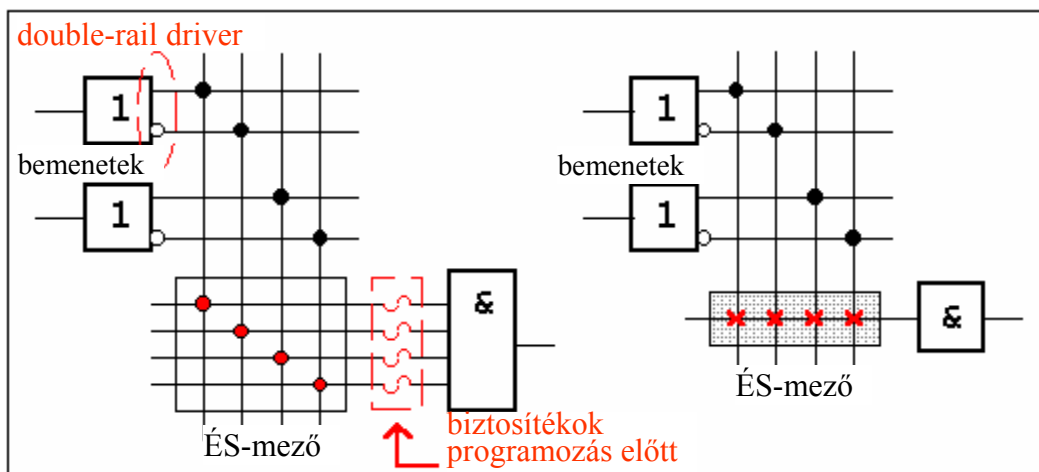 double-rail driver
1
bemenetek
1
&
ÉS-mező
biztosítékok
programozás előtt
1
bemenetek
1
&
ÉS-mező